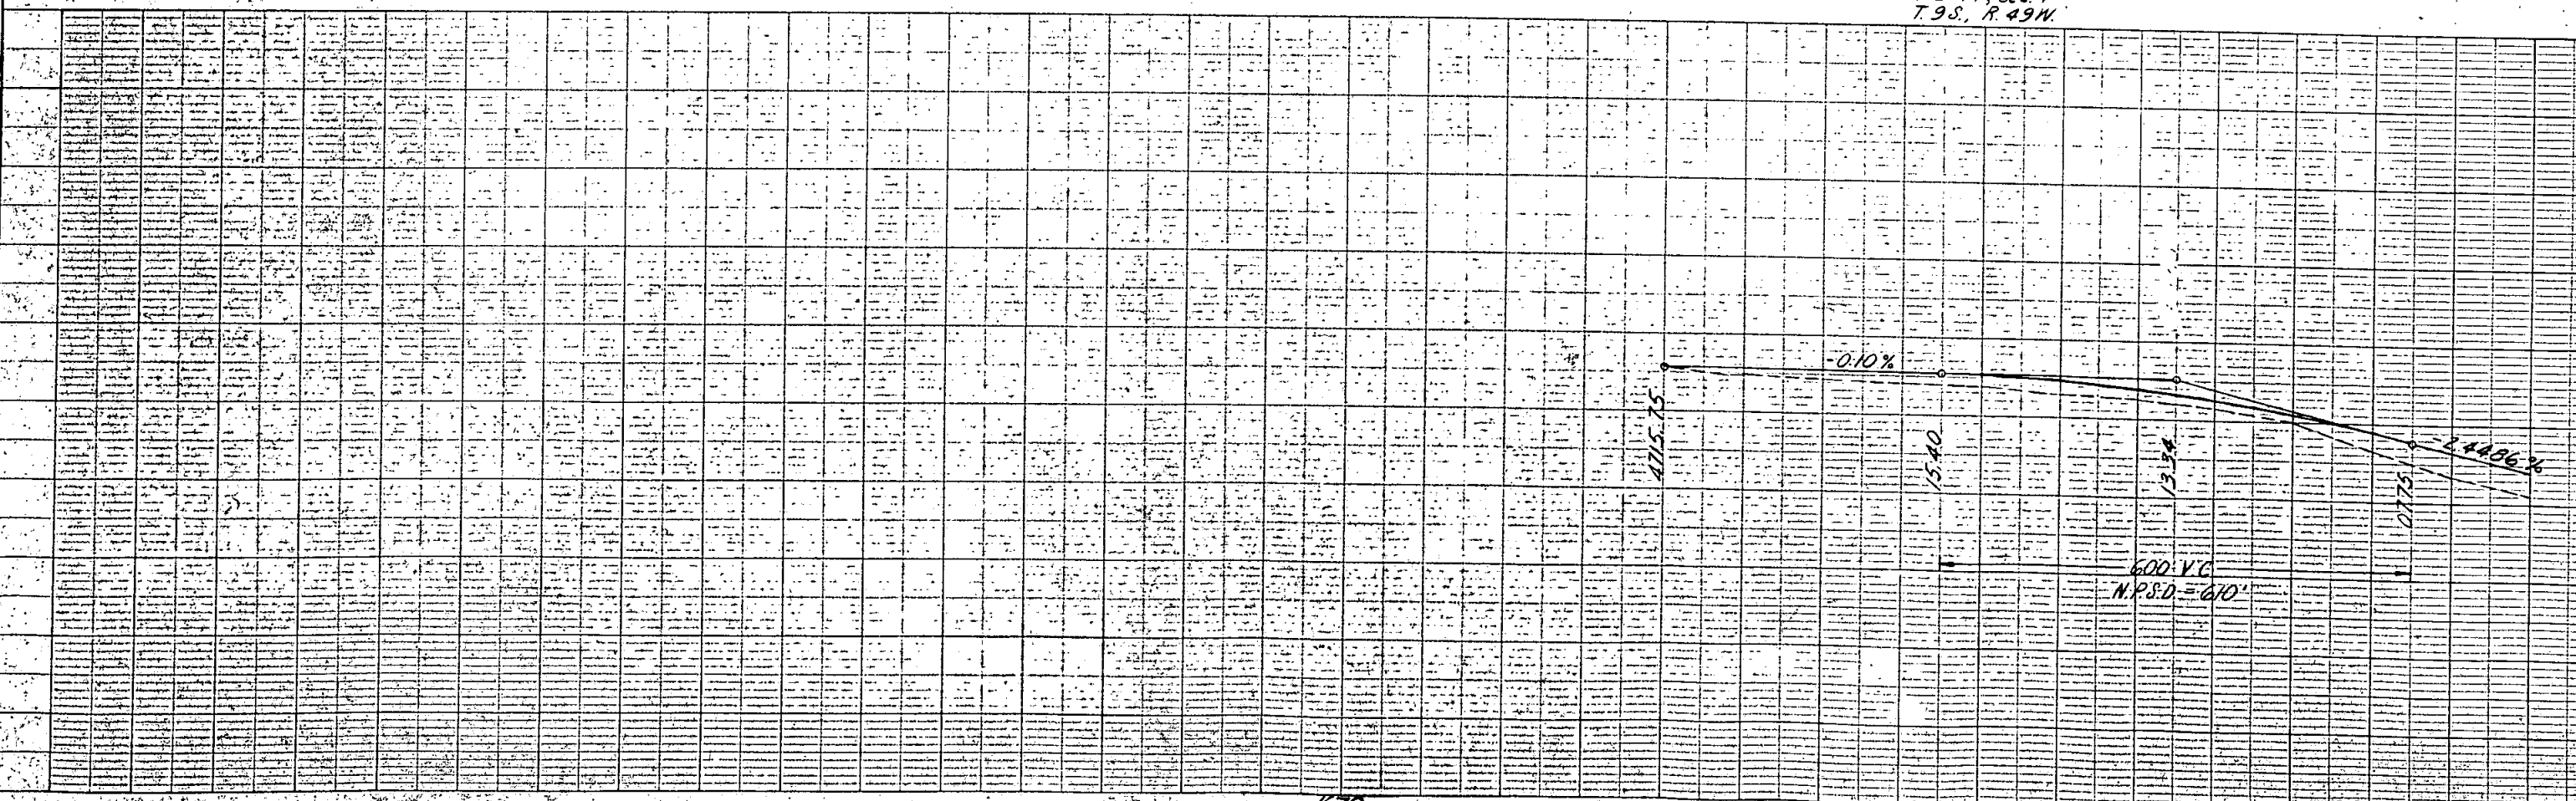 T. 9S., R. 49W.
-0.10%
-2.4486%
4715.75
15.40
13.34
07.75
600' V.C.
N.P.S.D. = 610'